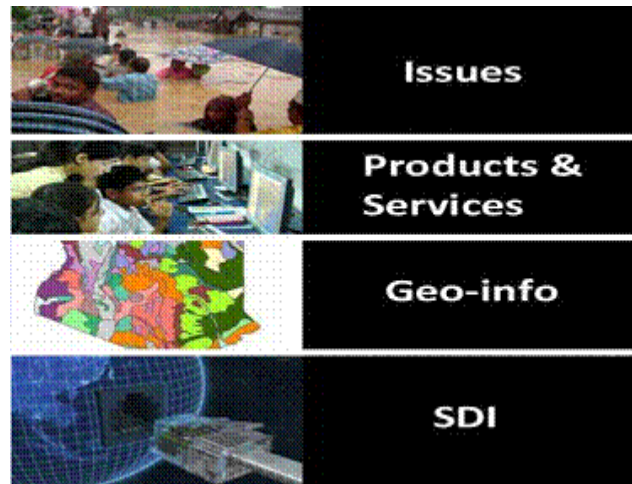 Issues
Products &
Services
Geo-info
SDI